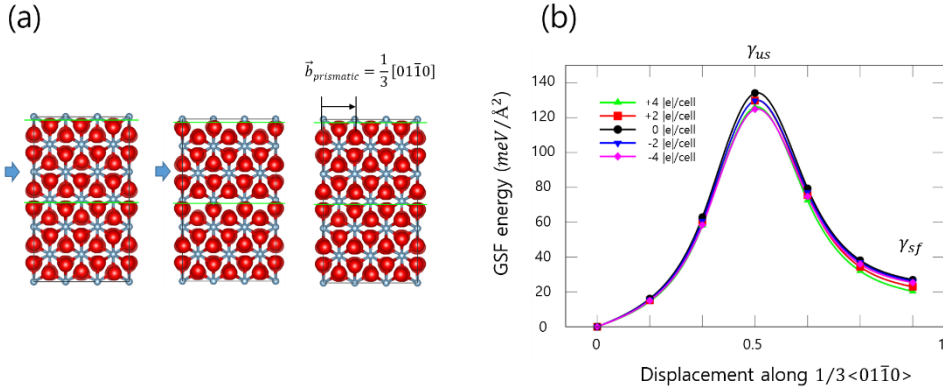 (a)
b⃗prismatic = 1/3 [011̄0]
(b)
γus
GSF energy (meV/Å²)
140
120
100
80
60
40
20
0
+4 |e|/cell
+2 |e|/cell
0 |e|/cell
-2 |e|/cell
-4 |e|/cell
γsf
0
0.5
1
Displacement along 1/3<011̄0>